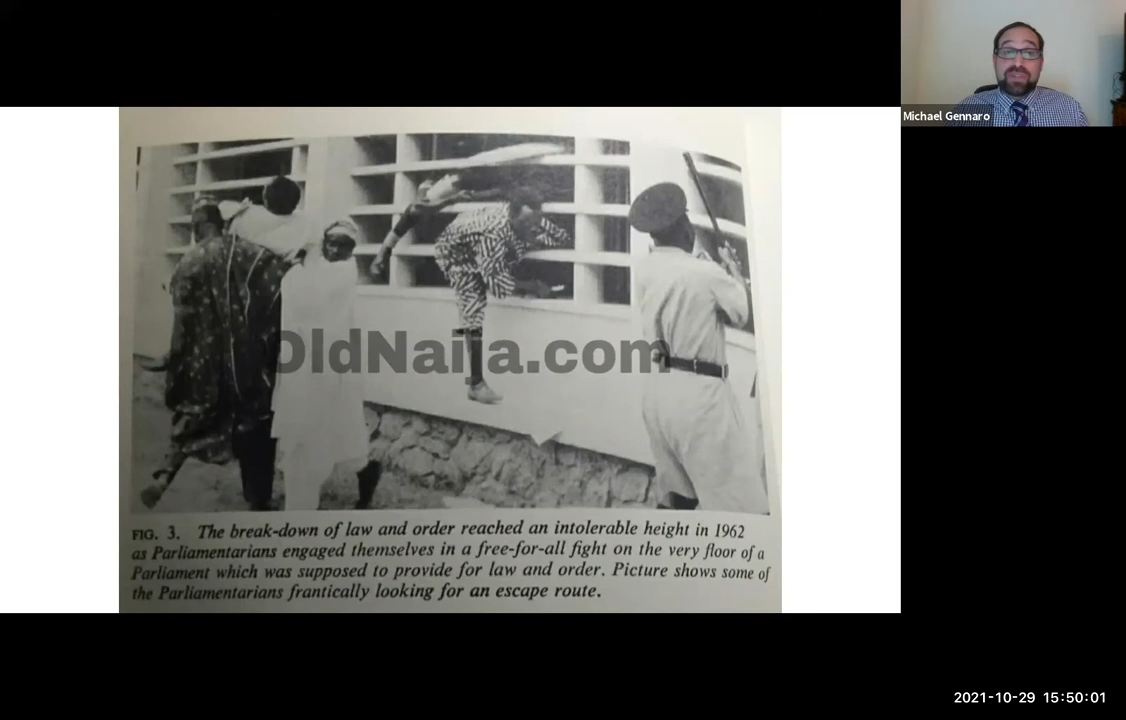 Michael Gennaro
OldNaija.com
FIG. 3. The break-down of law and order reached an intolerable height in 1962
as Parliamentarians engaged themselves in a free-for-all fight on the very floor of a
Parliament which was supposed to provide for law and order. Picture shows some of
the Parliamentarians frantically looking for an escape route.
2021-10-29 15:50:01